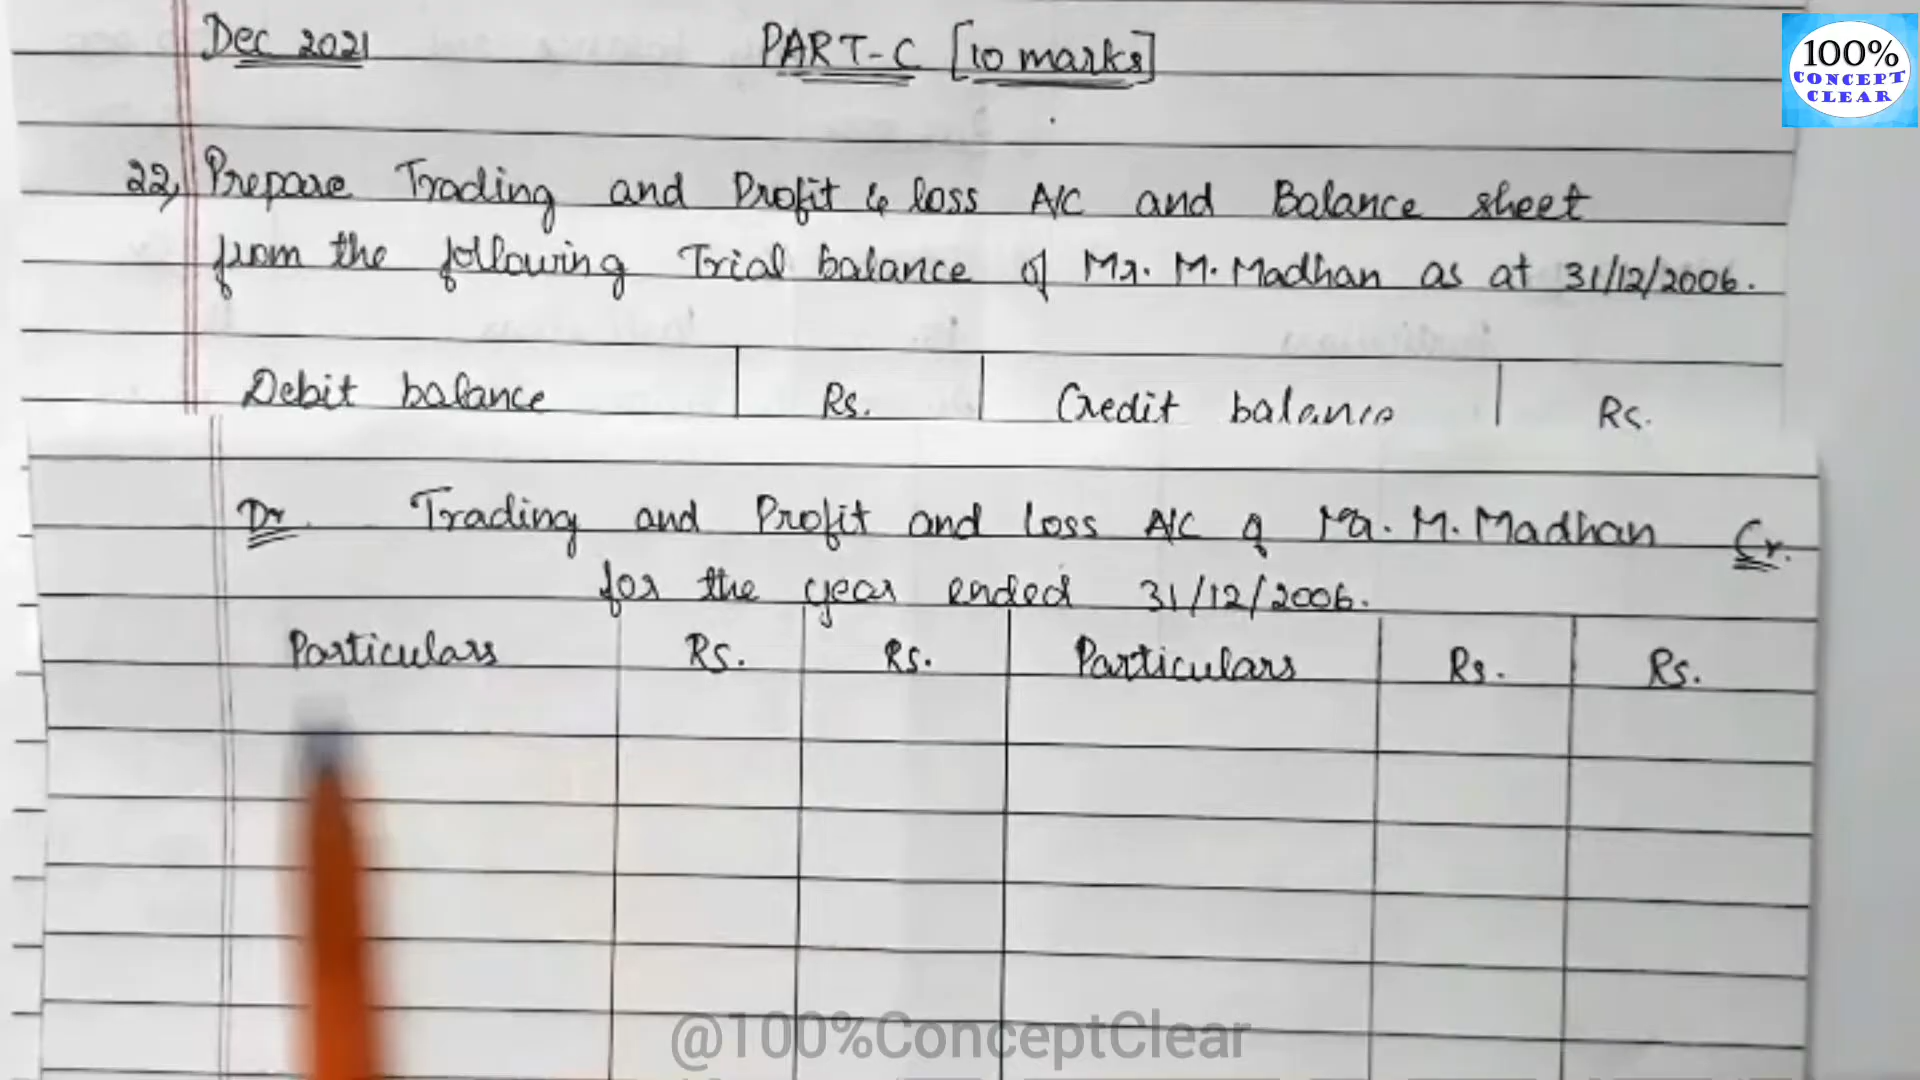 Dec 2021 PART-C [10 marks]
100%
CONCEPT
CLEAR
22, Prepare Trading and Profit & loss A/C and Balance sheet
from the following Trial balance of Mr. M. Madhan as at 31/12/2006.
Debit balance Rs. Credit balance Rs.
Dr. Trading and Profit and Loss A/C of Mr. M. Madhan Cr.
for the year ended 31/12/2006.
Particulars Rs. Rs. Particulars Rs. Rs.
@100%ConceptClear